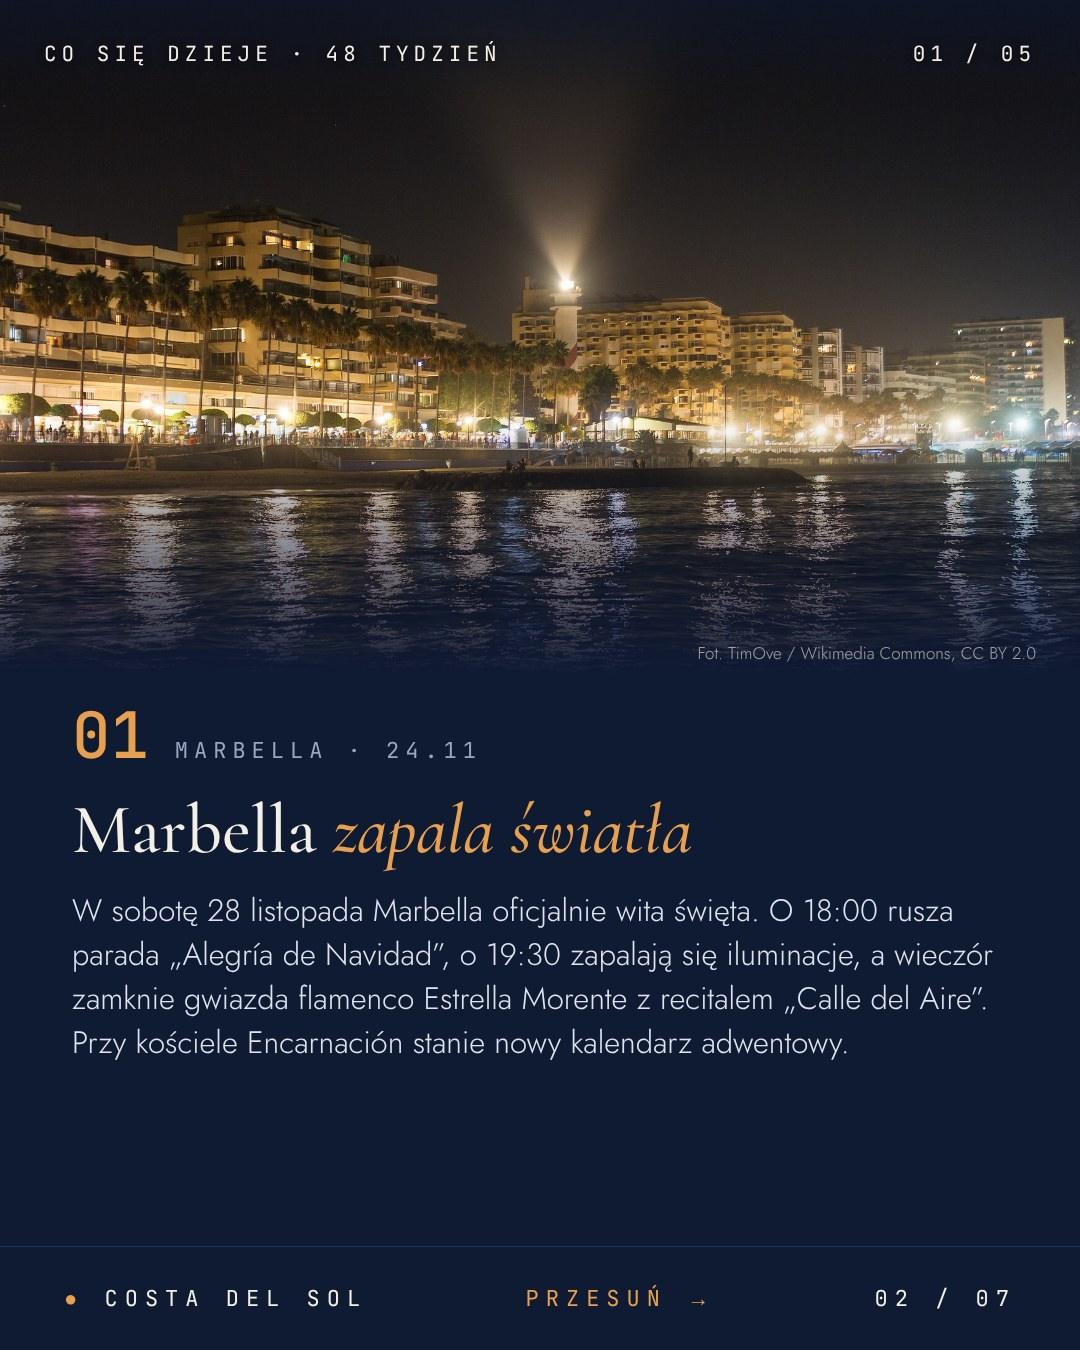 CO SIĘ DZIEJE · 48 TYDZIEŃ
01 / 05
Fot. TimOve / Wikimedia Commons, CC BY 2.0
01 MARBELLA · 24.11
Marbella zapala światła
W sobotę 28 listopada Marbella oficjalnie wita święta. O 18:00 rusza
parada „Alegría de Navidad”, o 19:30 zapalają się iluminacje, a wieczór
zamknie gwiazda flamenco Estrella Morente z recitalem „Calle del Aire”.
Przy kościele Encarnación stanie nowy kalendarz adwentowy.
• COSTA DEL SOL
PRZESUŃ →
02 / 07